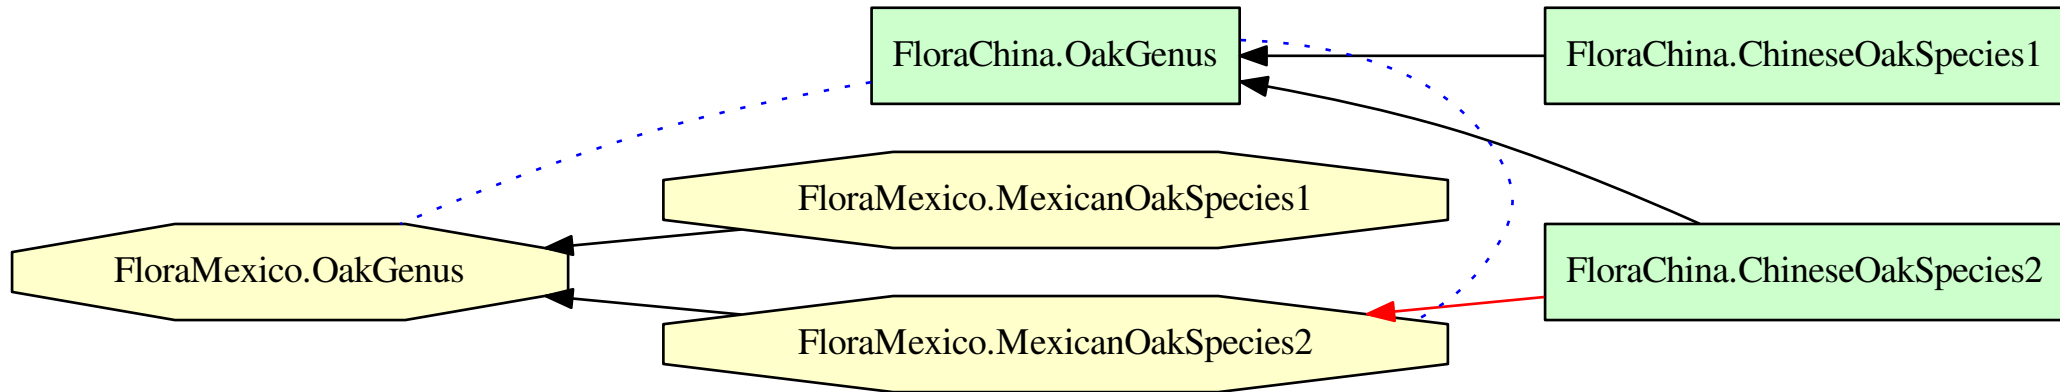 FloraChina.OakGenus
FloraChina.ChineseOakSpecies1
FloraMexico.MexicanOakSpecies1
FloraMexico.OakGenus
FloraChina.ChineseOakSpecies2
FloraMexico.MexicanOakSpecies2